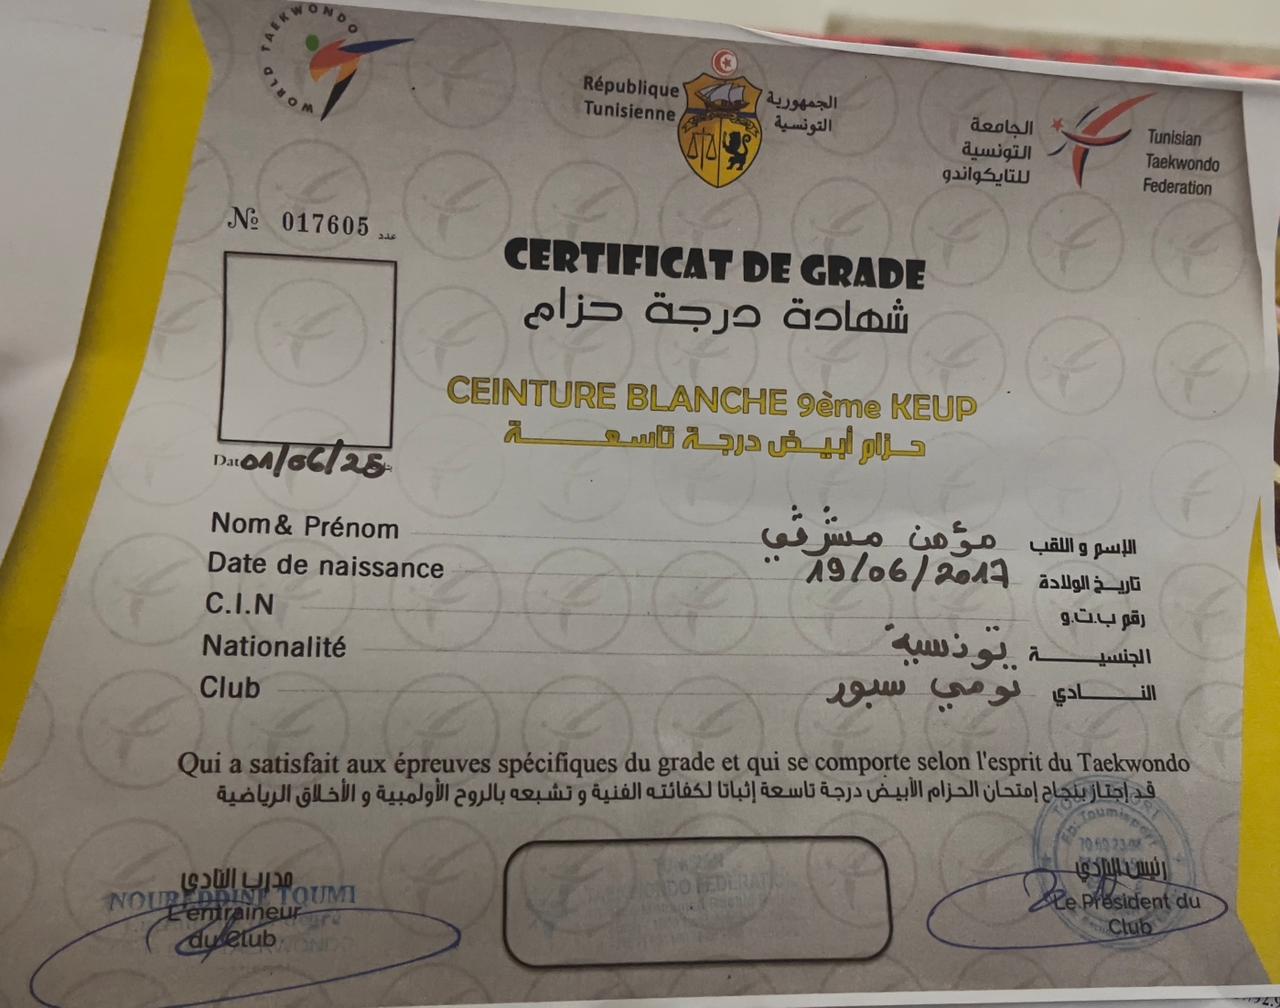 WORLD TAEKWONDO
République
Tunisienne
الجمهورية
التونسية
الجامعة
التونسية
للتايكواندو
Tunisian
Taekwondo
Federation
№ 017605 عدد
CERTIFICAT DE GRADE
شهادة درجة حزام
CEINTURE BLANCHE 9ème KEUP
حزام أبيض درجة تاسعة
Dat 01/06/25
Nom& Prénom مؤمن مشرقي الإسم و اللقب
Date de naissance 19/06/2017 تاريخ الولادة
C.I.N رقم ب.ت.و
Nationalité تونسية الجنسية
Club تومي سبور النادي
Qui a satisfait aux épreuves spécifiques du grade et qui se comporte selon l'esprit du Taekwondo
قد إجتاز بنجاح إمتحان الحزام الأبيض درجة تاسعة إثباتا لكفائته الفنية و تشبعه بالروح الأولمبية و الأخلاق الرياضية
مدرب النادي
NOUREDDINE TOUMI
L'entraineur
du Club
TAEKWONDO FEDERATION
رئيس النادي
Le Président du
Club